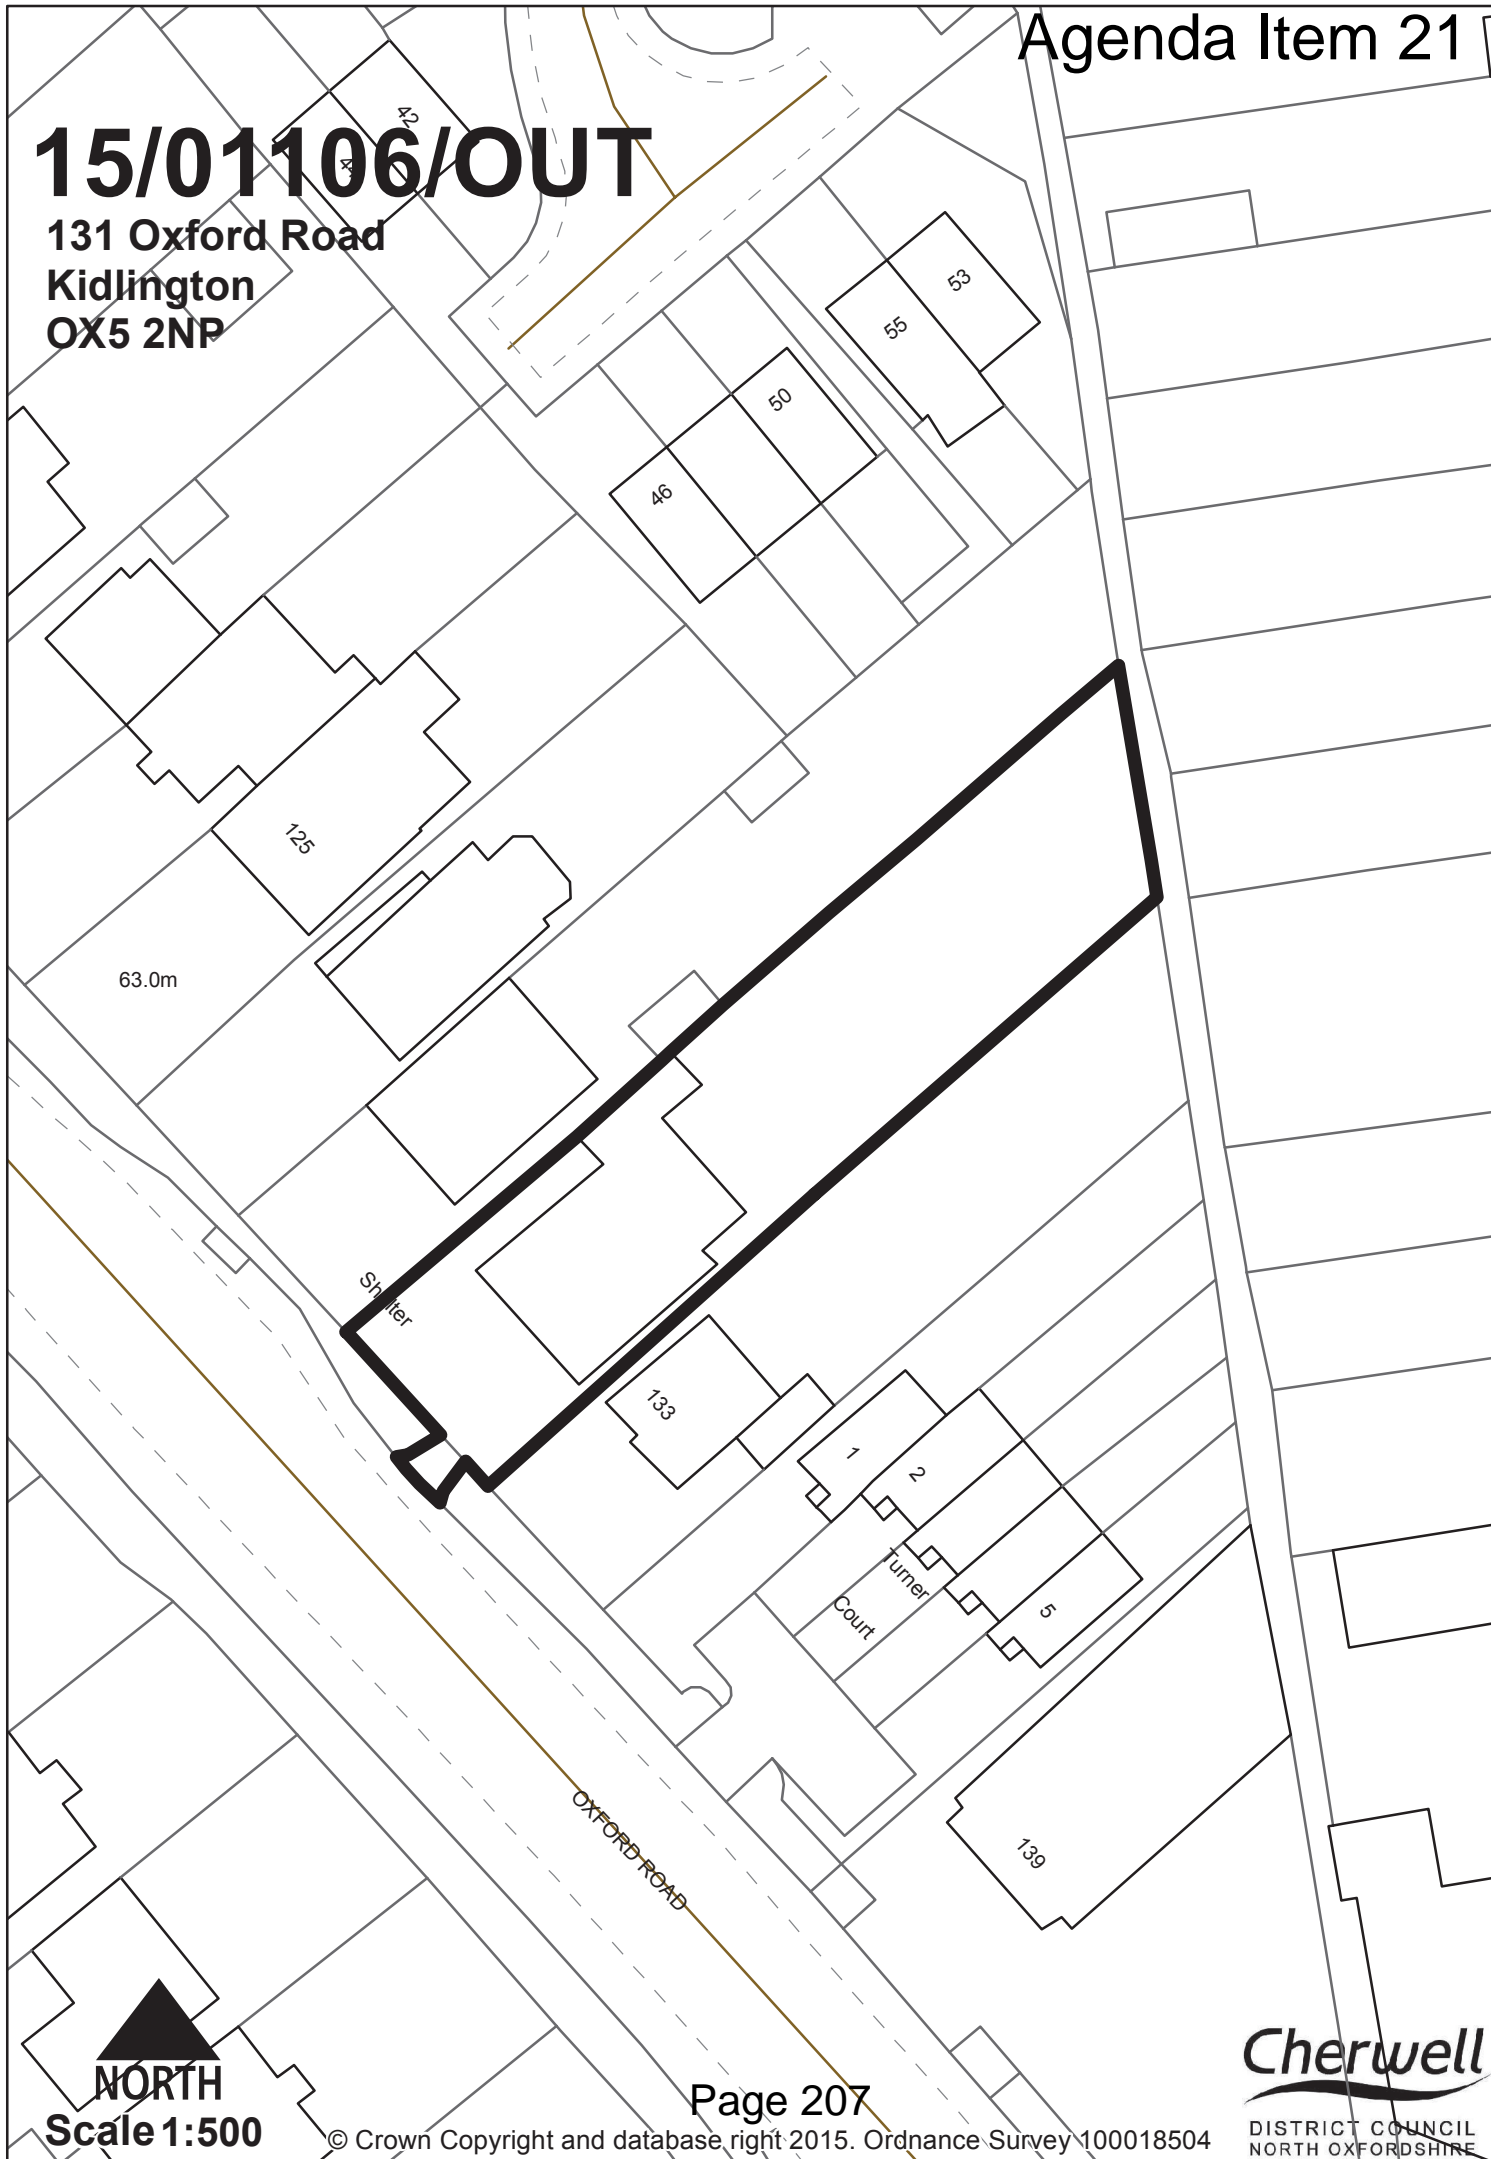 Agenda Item 21
15/01106/OUT
131 Oxford Road
Kidlington
OX5 2NP
42
53
55
50
46
125
63.0m
Shelter
133
1
2
Turner
Court
5
139
OXFORD ROAD
NORTH
Scale 1:500
Page 207
© Crown Copyright and database right 2015. Ordnance Survey 100018504
Cherwell
DISTRICT COUNCIL
NORTH OXFORDSHIRE